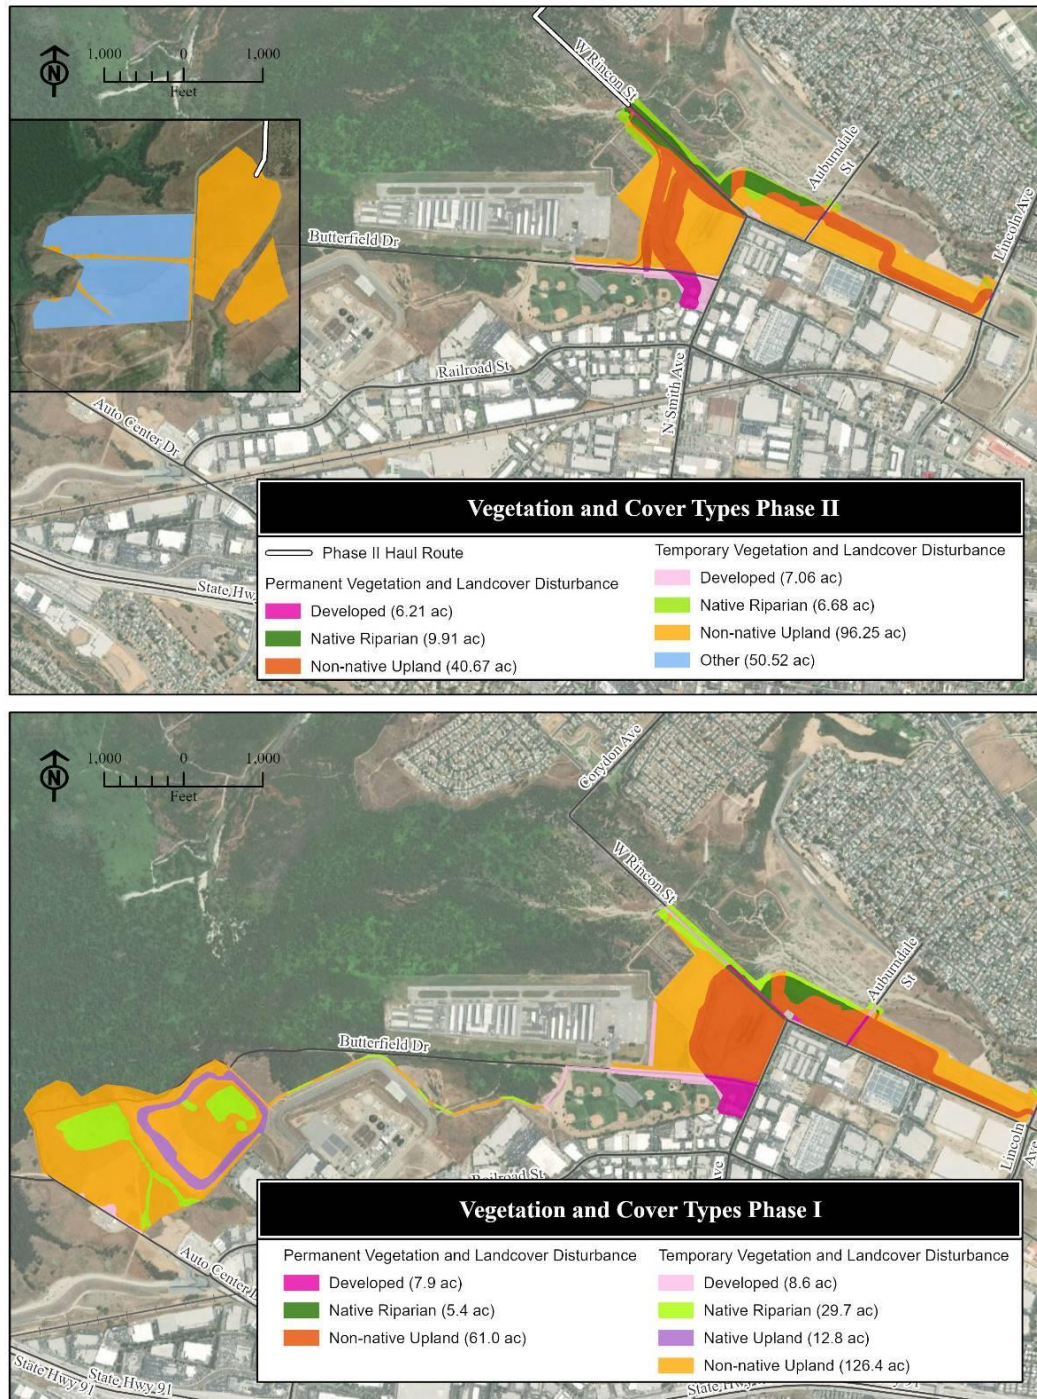 1,000 0 1,000
Feet
N
W Rincon St
Auburndale
St
Lincoln Ave
Butterfield Dr
Railroad St
N Smith Ave
Auto Center Dr
State Hwy
Vegetation and Cover Types Phase II
Phase II Haul Route
Permanent Vegetation and Landcover Disturbance
Developed (6.21 ac)
Native Riparian (9.91 ac)
Non-native Upland (40.67 ac)
Temporary Vegetation and Landcover Disturbance
Developed (7.06 ac)
Native Riparian (6.68 ac)
Non-native Upland (96.25 ac)
Other (50.52 ac)
1,000 0 1,000
Feet
N
Corydon Ave
W Rincon St
Auburndale
St
Butterfield Dr
Lincoln
Ave
Railroad St
Ave
Auto Center
State Hwy 91
State Hwy 91
Vegetation and Cover Types Phase I
Permanent Vegetation and Landcover Disturbance
Developed (7.9 ac)
Native Riparian (5.4 ac)
Non-native Upland (61.0 ac)
Temporary Vegetation and Landcover Disturbance
Developed (8.6 ac)
Native Riparian (29.7 ac)
Native Upland (12.8 ac)
Non-native Upland (126.4 ac)